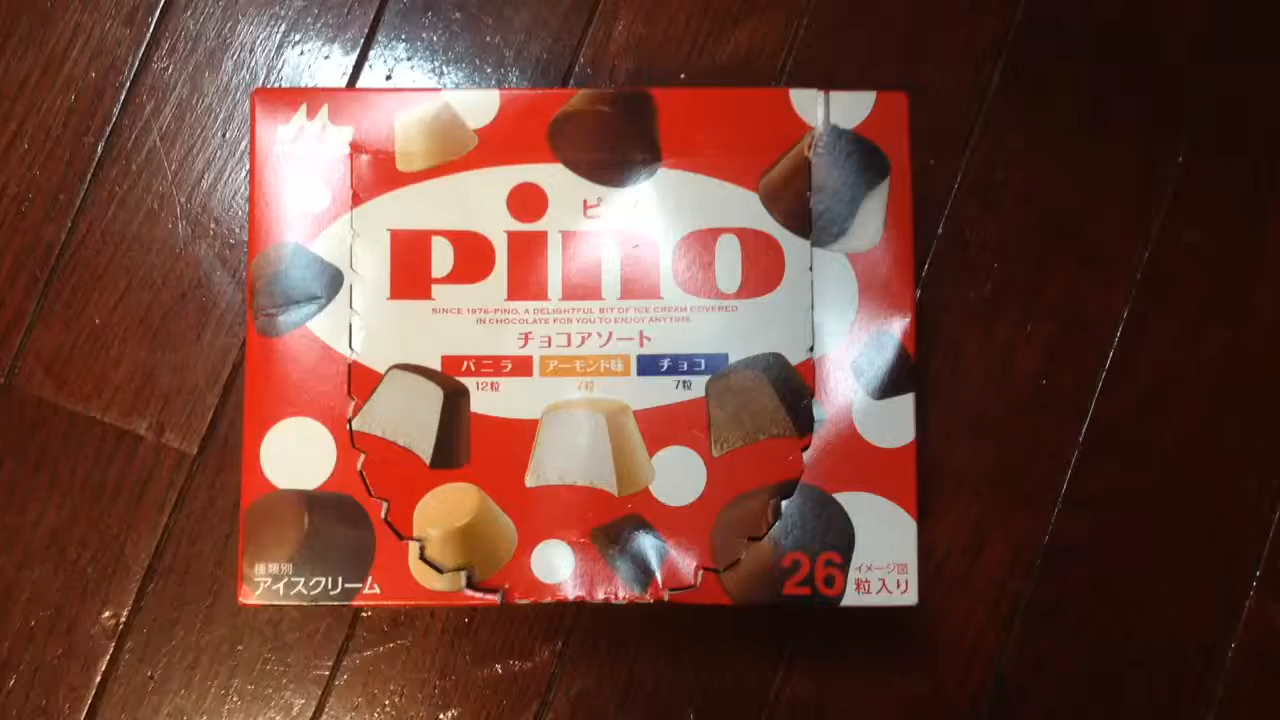 ピ
pino
SINCE 1976-PINO, A DELIGHTFUL BIT OF ICE CREAM COVERED
IN CHOCOLATE FOR YOU TO ENJOY ANYTIME
チョコアソート
バニラ アーモンド味 チョコ
12粒 7粒 7粒
種類別
アイスクリーム
イメージ図
26粒入り